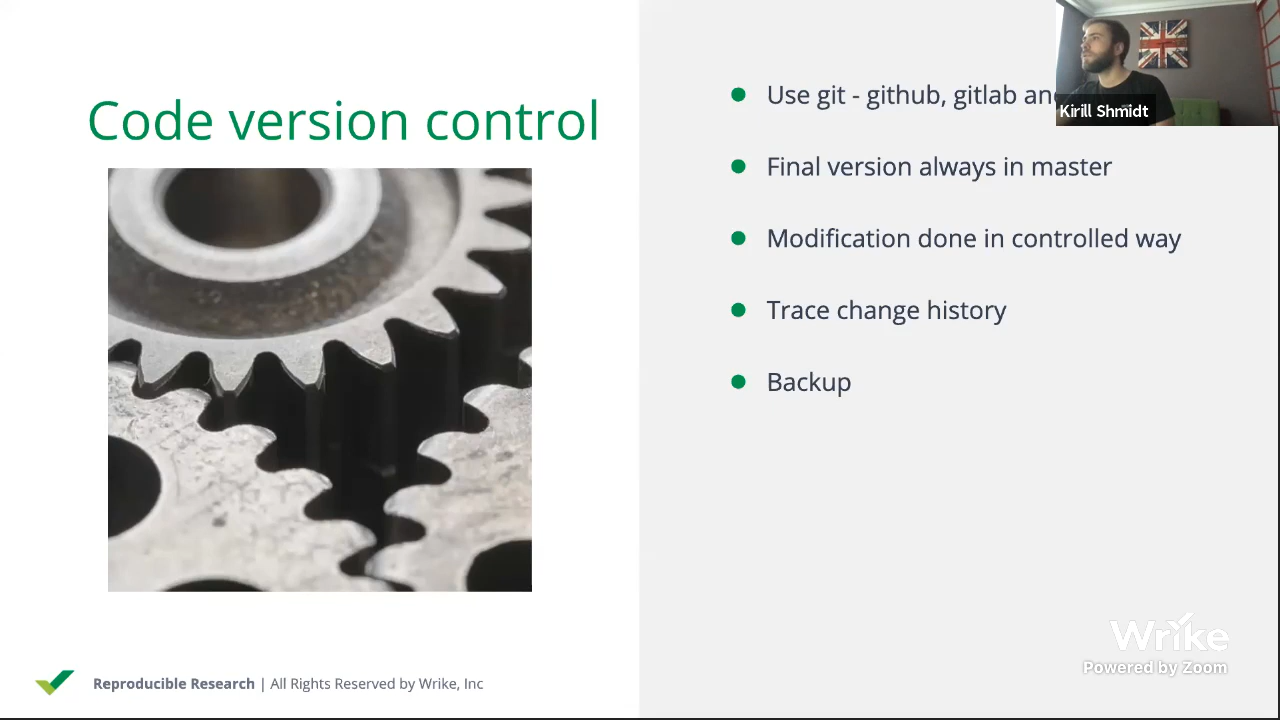 Code version control
Use git - github, gitlab
Final version always in master
Modification done in controlled way
Trace change history
Backup
Kirill Shmidt
Wrike
Powered by Zoom
Reproducible Research | All Rights Reserved by Wrike, Inc